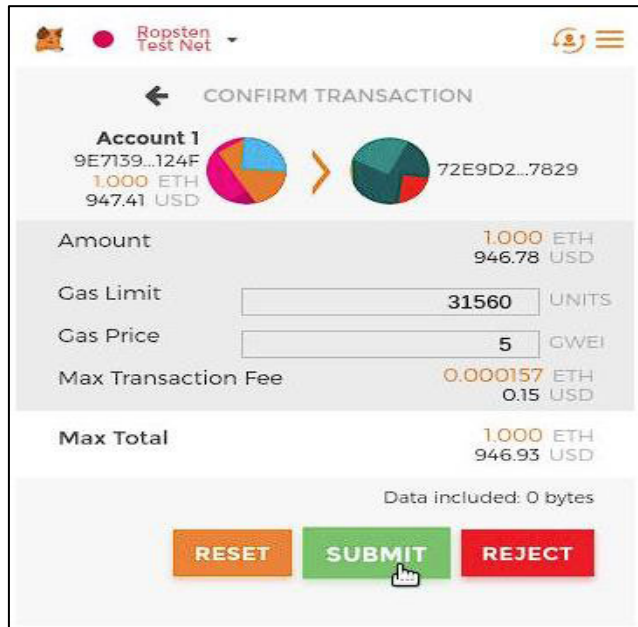 Ropsten
Test Net
CONFIRM TRANSACTION
Account 1
9E7139...124F
1.000 ETH
947.41 USD
72E9D2...7829
Amount
1.000 ETH
946.78 USD
Gas Limit
31560 UNITS
Gas Price
5 GWEI
Max Transaction Fee
0.000157 ETH
0.15 USD
Max Total
1.000 ETH
946.93 USD
Data included: 0 bytes
RESET SUBMIT REJECT